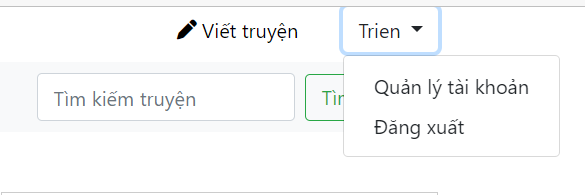 Viết truyện
Trien
Quản lý tài khoản
Đăng xuất
Tìm kiếm truyện